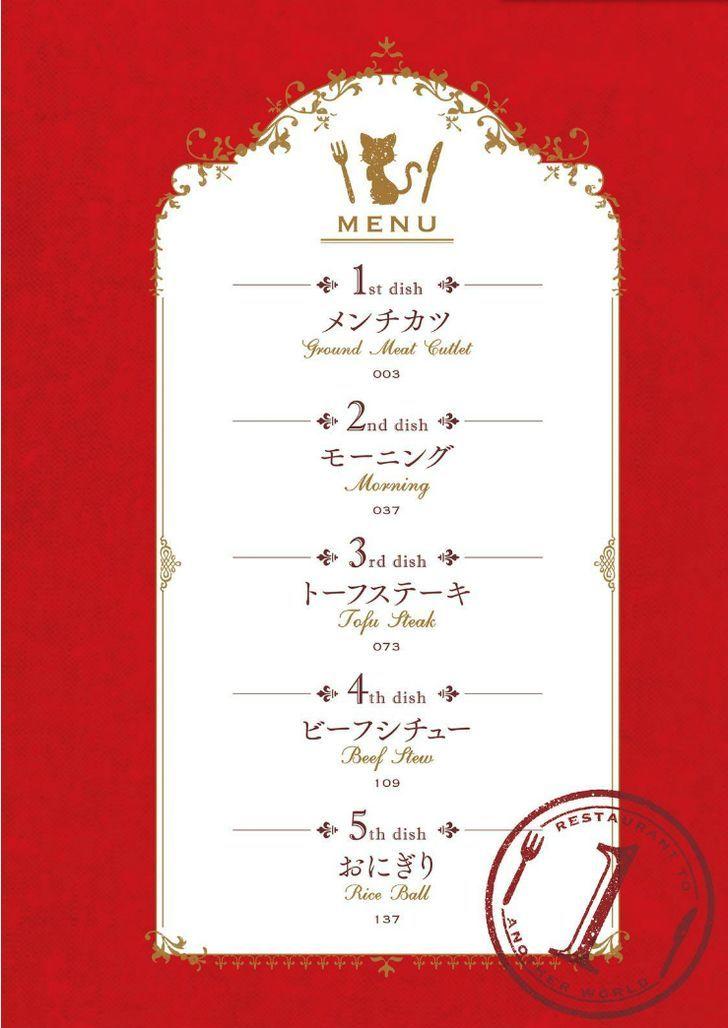 MENU
1st dish
メンチカツ
Ground Meat Cutlet
003
2nd dish
モーニング
Morning
037
3rd dish
トーフステーキ
Tofu Steak
073
4th dish
ビーフシチュー
Beef Stew
109
5th dish
おにぎり
Rice Ball
137
RESTAURANT TO
1
ANOTHER WORLD